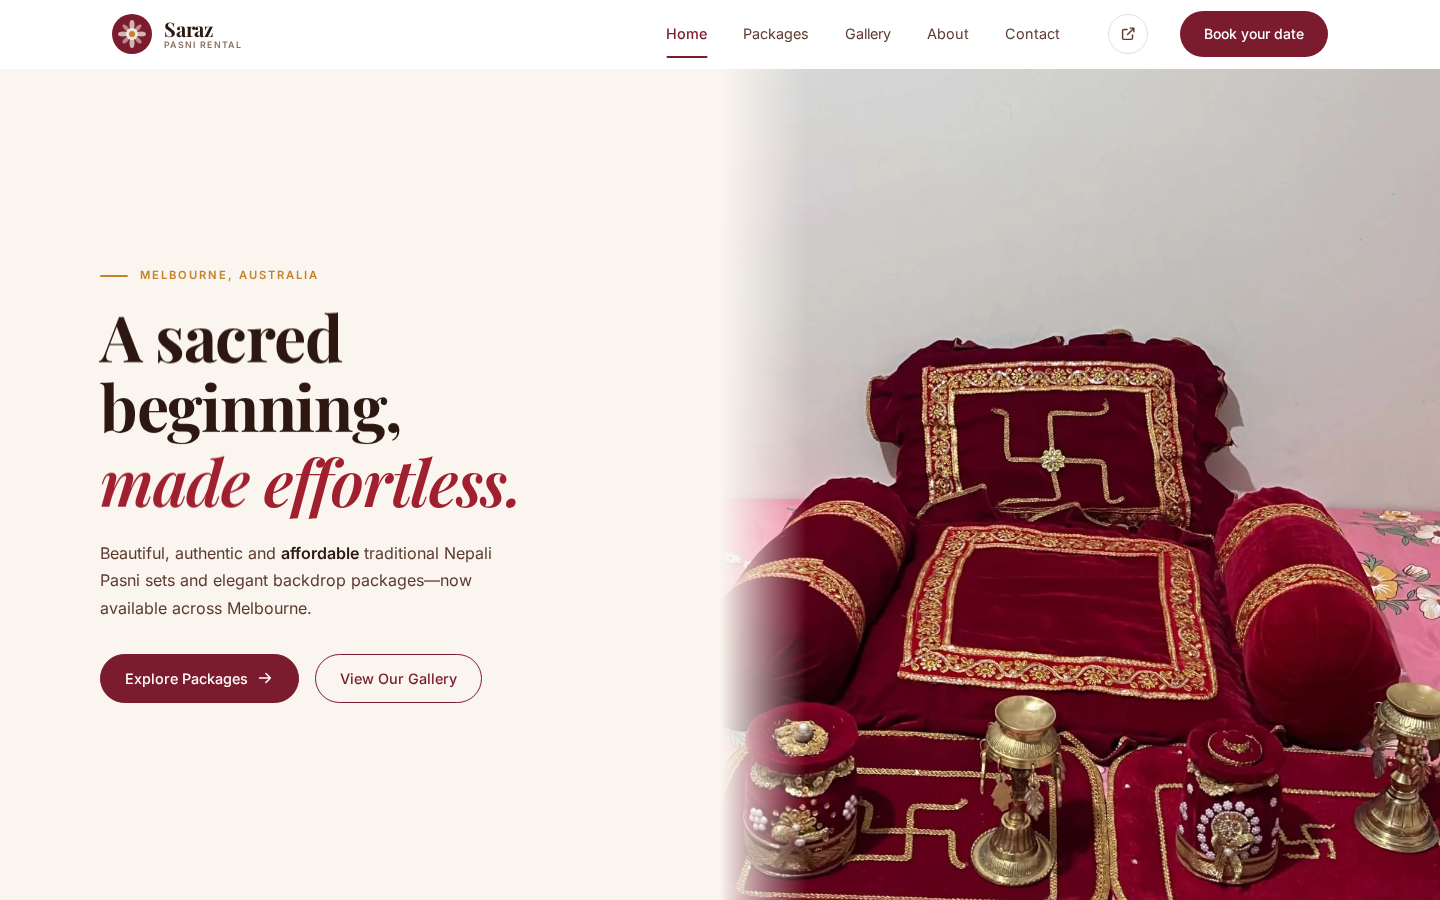 Saraz
PASNI RENTAL
Home
Packages
Gallery
About
Contact
Book your date
MELBOURNE, AUSTRALIA
A sacred
beginning,
made effortless.
Beautiful, authentic and affordable traditional Nepali
Pasni sets and elegant backdrop packages—now
available across Melbourne.
Explore Packages
View Our Gallery